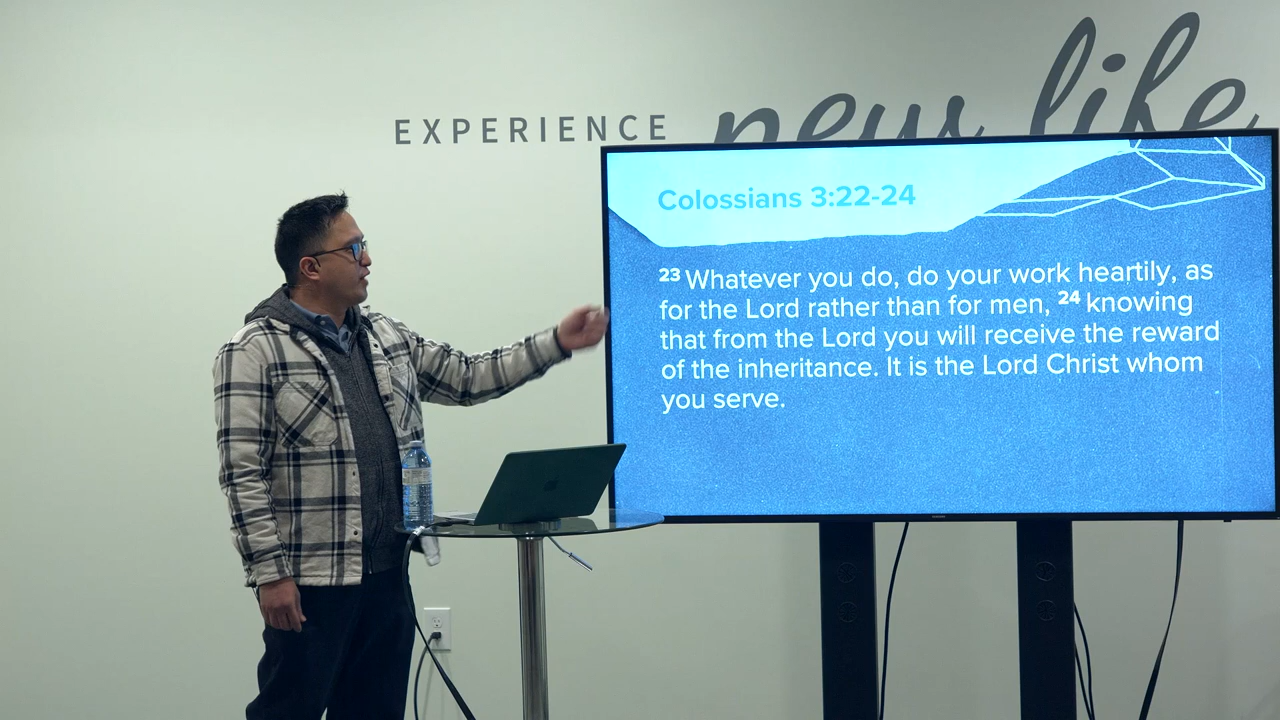 EXPERIENCE new life
Colossians 3:22-24
23 Whatever you do, do your work heartily, as
for the Lord rather than for men, 24 knowing
that from the Lord you will receive the reward
of the inheritance. It is the Lord Christ whom
you serve.